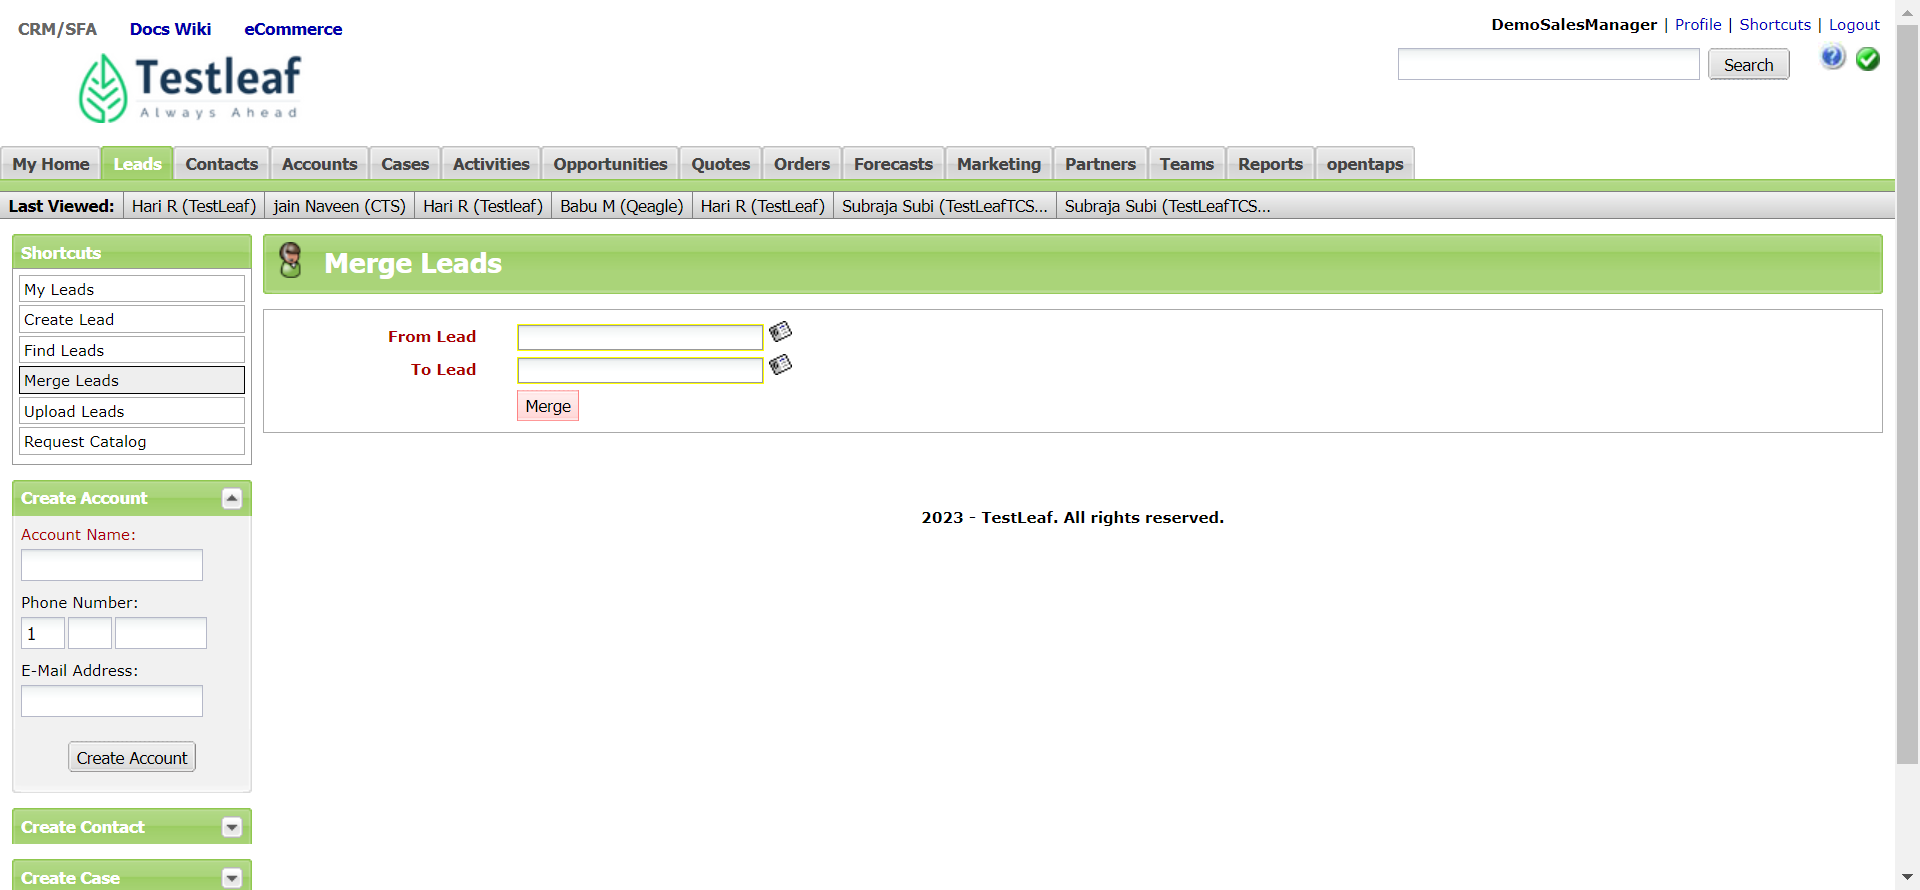 CRM/SFA Docs Wiki eCommerce
DemoSalesManager | Profile | Shortcuts | Logout
Testleaf
Always Ahead
Search
My Home Leads Contacts Accounts Cases Activities Opportunities Quotes Orders Forecasts Marketing Partners Teams Reports opentaps
Last Viewed: Hari R (TestLeaf) jain Naveen (CTS) Hari R (Testleaf) Babu M (Qeagle) Hari R (TestLeaf) Subraja Subi (TestLeafTCS... Subraja Subi (TestLeafTCS...
Shortcuts
My Leads
Create Lead
Find Leads
Merge Leads
Upload Leads
Request Catalog
Merge Leads
From Lead
To Lead
Merge
2023 - TestLeaf. All rights reserved.
Create Account
Account Name:
Phone Number:
1
E-Mail Address:
Create Account
Create Contact
Create Case